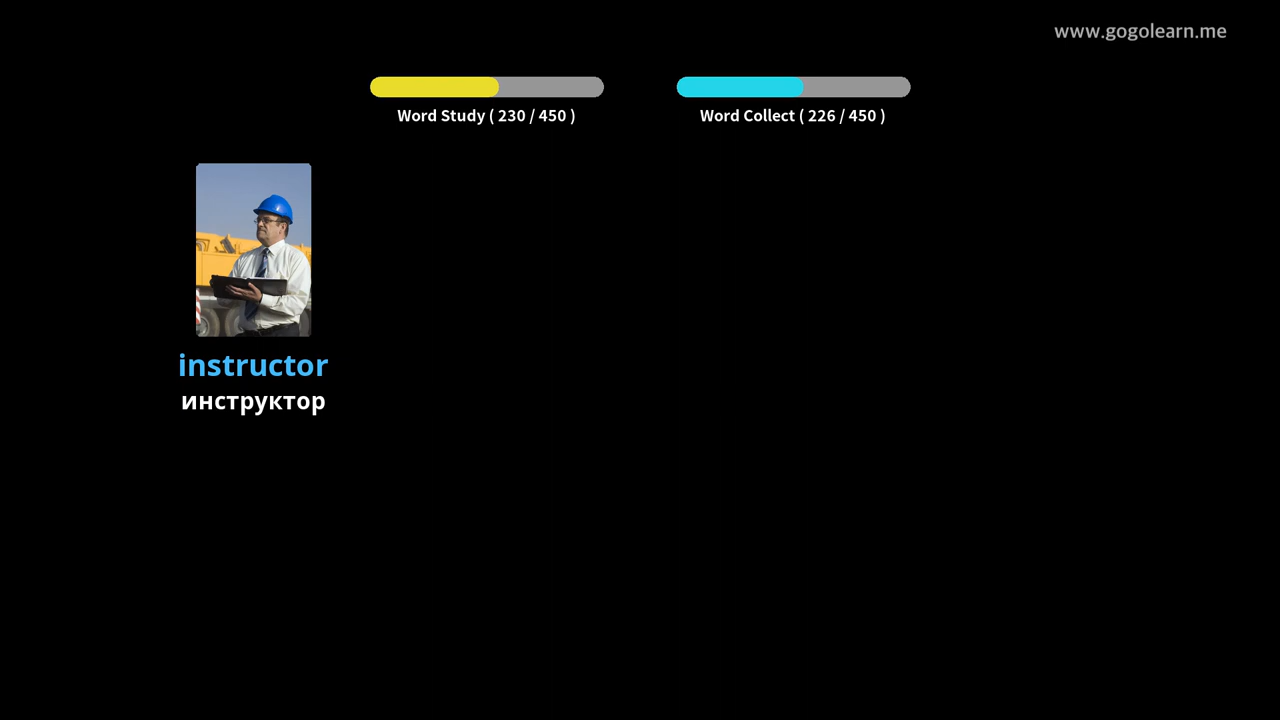 www.gogolearn.me
Word Study ( 230 / 450 )
Word Collect ( 226 / 450 )
instructor
инструктор